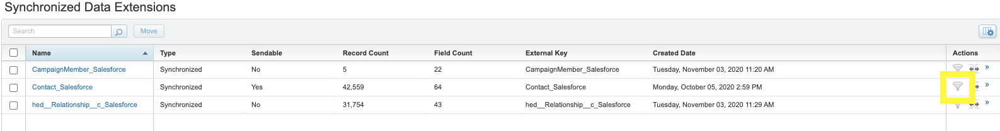 Synchronized Data Extensions
Search Move
Name Type Sendable Record Count Field Count External Key Created Date Actions
CampaignMember_Salesforce Synchronized No 5 22 CampaignMember_Salesforce Tuesday, November 03, 2020 11:20 AM »
Contact_Salesforce Synchronized Yes 42,559 64 Contact_Salesforce Monday, October 05, 2020 2:59 PM »
hed__Relationship__c_Salesforce Synchronized No 31,754 43 hed__Relationship__c_Salesforce Tuesday, November 03, 2020 11:29 AM »